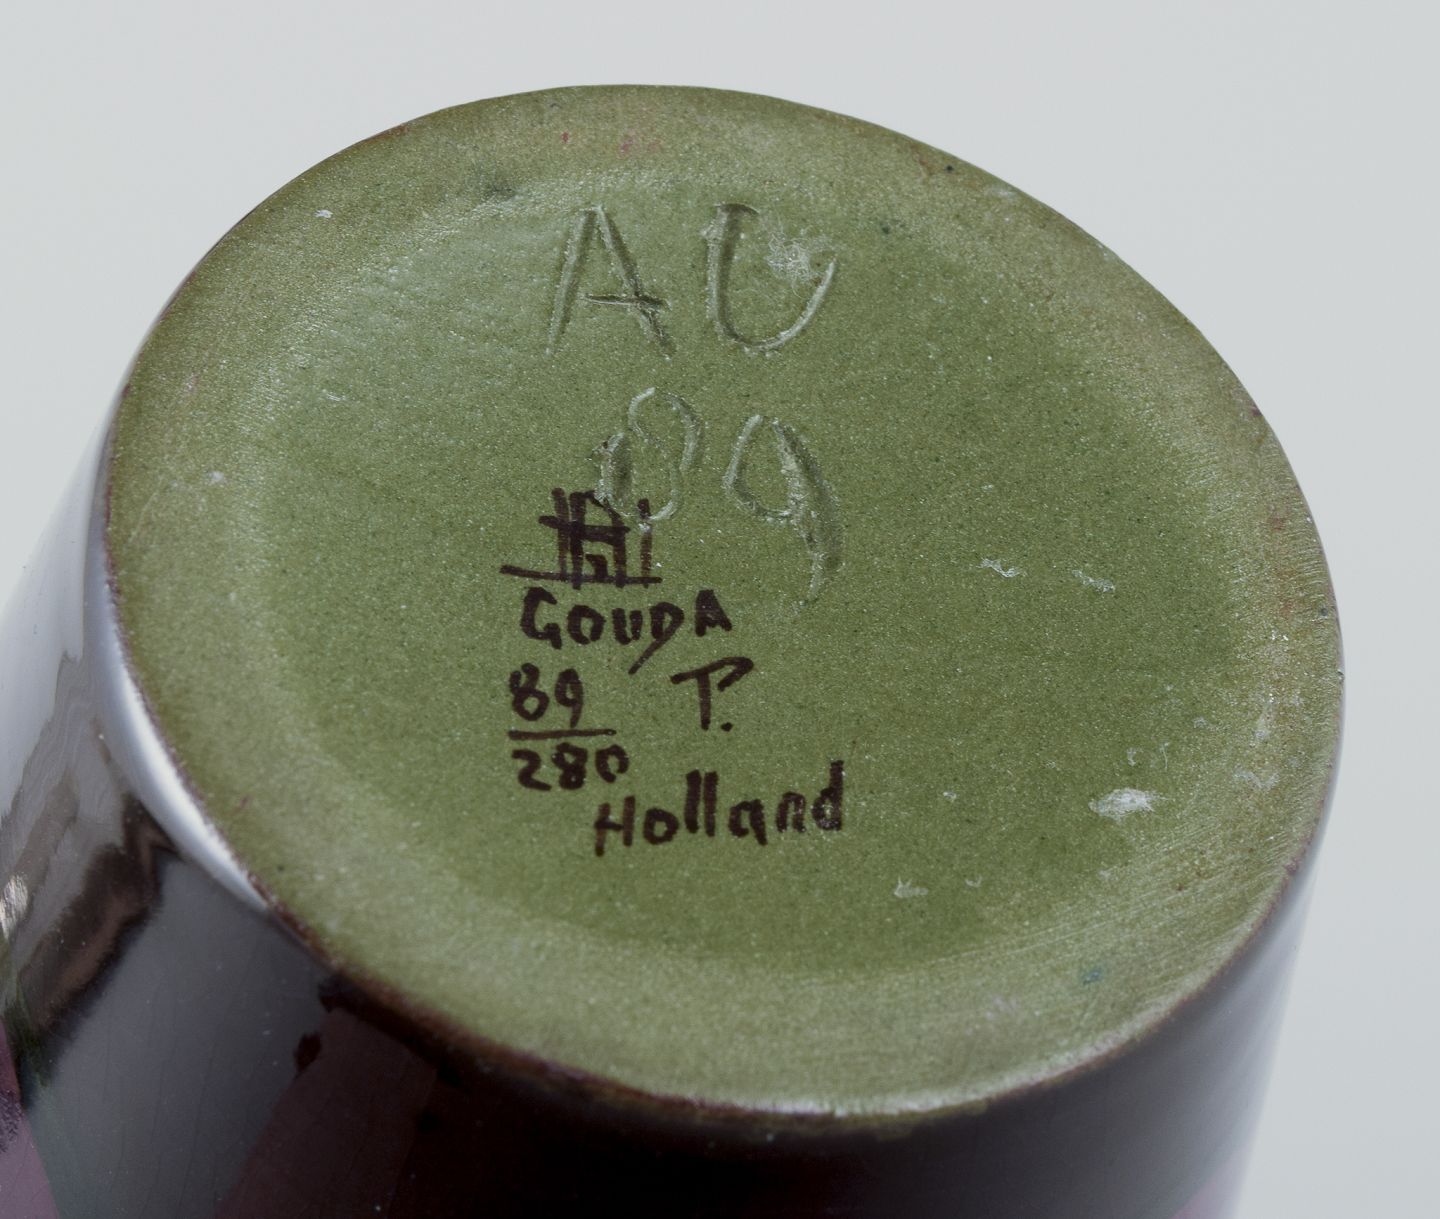 AU
89
GOUDA
89 P.
280
Holland